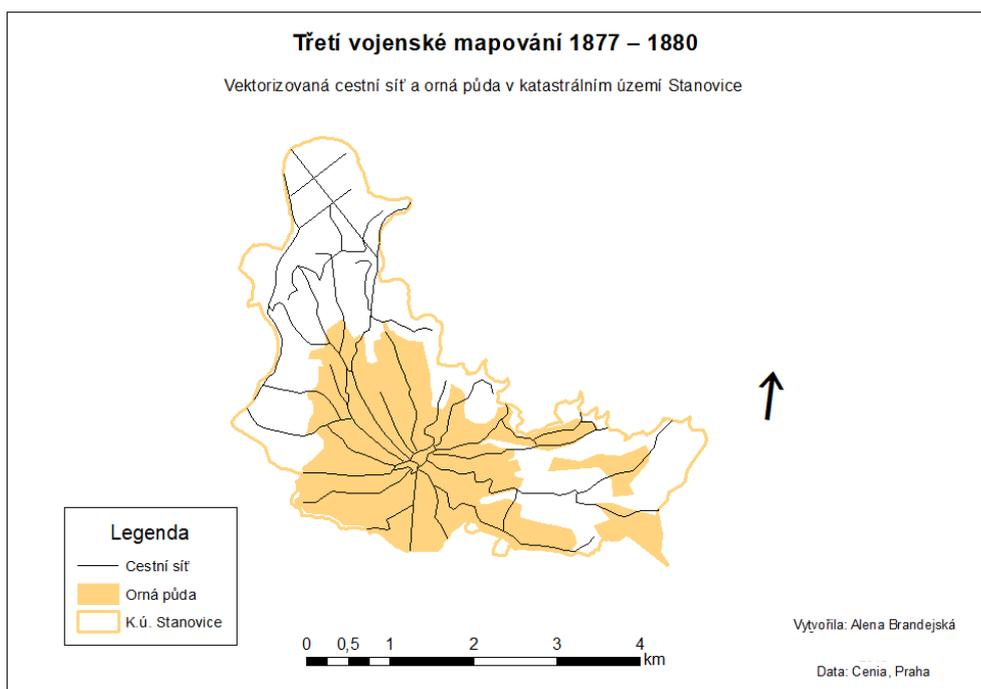 Třetí vojenské mapování 1877 – 1880
Vektorizovaná cestní síť a orná půda v katastrálním území Stanovice
Legenda
Cestní síť
Orná půda
K.ú. Stanovice
0 0,5 1 2 3 4
km
Vytvořila: Alena Brandejská
Data: Cenia, Praha